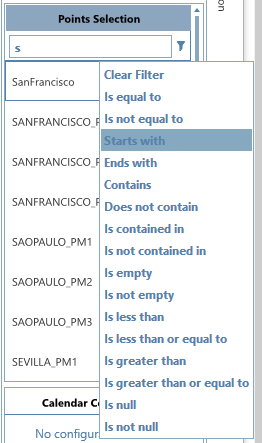 Points Selection
s
SanFrancisco
SANFRANCISCO_P
SANFRANCISCO_P
SANFRANCISCO_P
SAOPAULO_PM1
SAOPAULO_PM2
SAOPAULO_PM3
SEVILLA_PM1
Clear Filter
Is equal to
Is not equal to
Starts with
Ends with
Contains
Does not contain
Is contained in
Is not contained in
Is empty
Is not empty
Is less than
Is less than or equal to
Is greater than
Is greater than or equal to
Is null
Is not null
Calendar Co
No configur
on